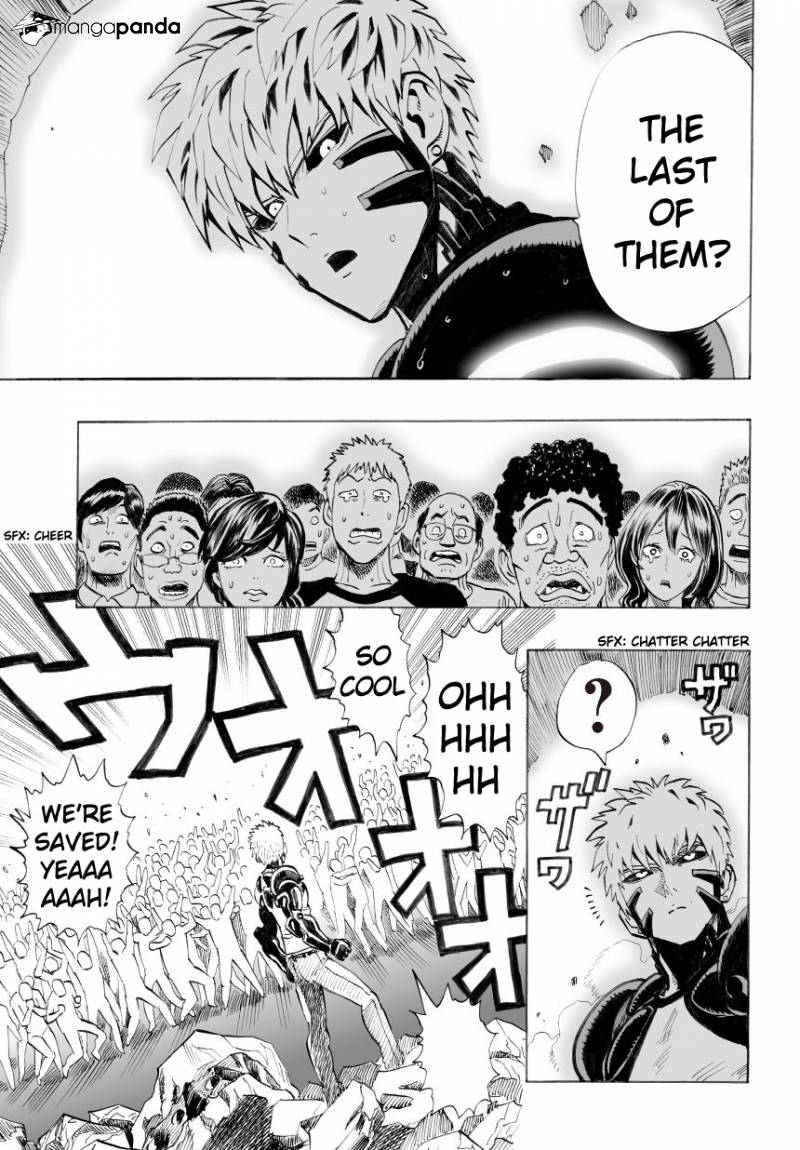 mangapanda
THE
LAST
OF
THEM?
SFX: CHEER
SFX: CHATTER CHATTER
?
ザワ
ザワ
OHH
HHH
HH
SO
COOL
ウオオオオ
WE'RE
SAVED!
YEAAA
AAAH!